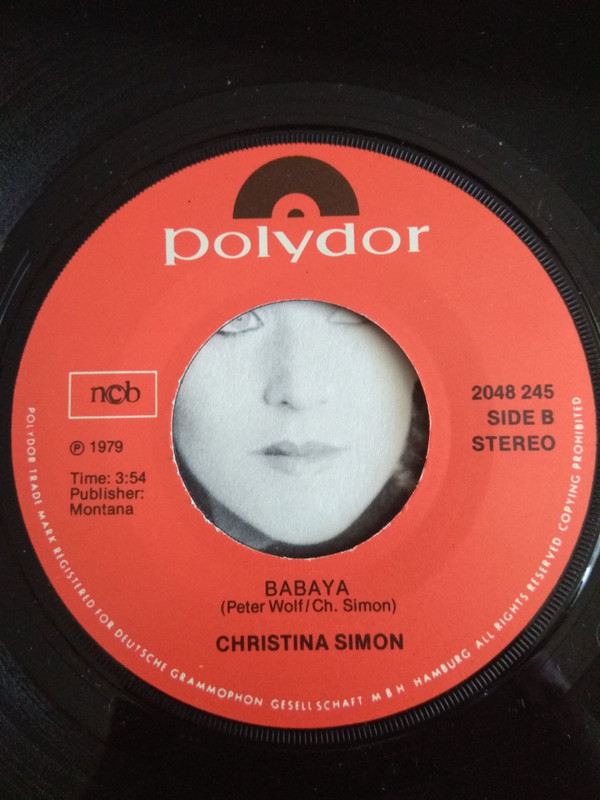 polydor
ncb
℗ 1979
Time: 3:54
Publisher:
Montana
2048 245
SIDE B
STEREO
BABAYA
(Peter Wolf/Ch. Simon)
CHRISTINA SIMON
POLYDOR TRADE MARK REGISTERED FOR DEUTSCHE GRAMMOPHON GESELLSCHAFT M B H HAMBURG ALL RIGHTS RESERVED COPYING PROHIBITED